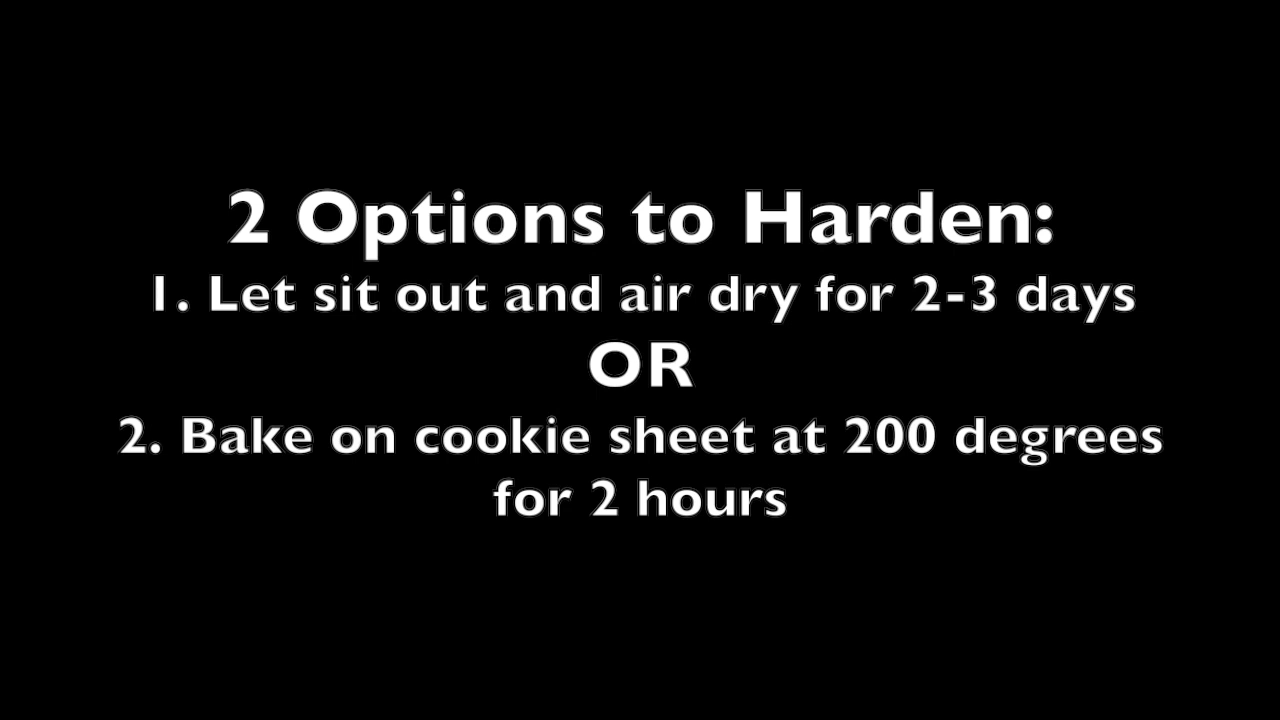 2 Options to Harden:
1. Let sit out and air dry for 2-3 days
OR
2. Bake on cookie sheet at 200 degrees
for 2 hours